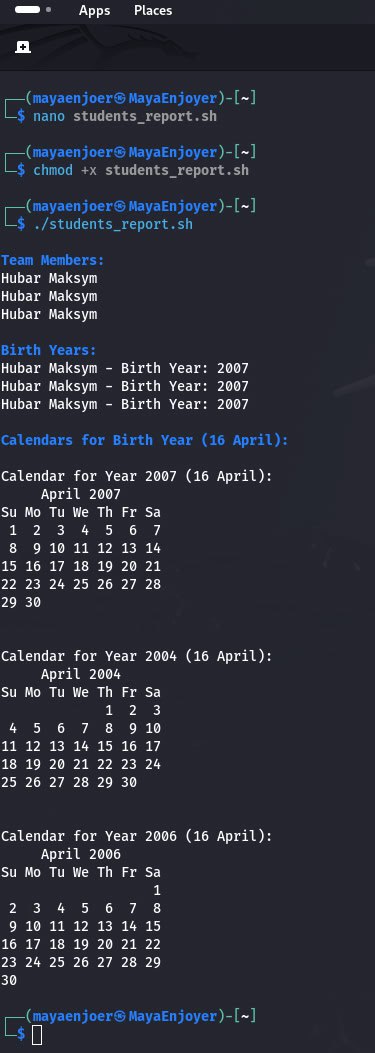 Apps Places
┌──(mayaenjoer㉿MayaEnjoyer)-[~]
└─$ nano students_report.sh
┌──(mayaenjoer㉿MayaEnjoyer)-[~]
└─$ chmod +x students_report.sh
┌──(mayaenjoer㉿MayaEnjoyer)-[~]
└─$ ./students_report.sh
Team Members:
Hubar Maksym
Hubar Maksym
Hubar Maksym
Birth Years:
Hubar Maksym - Birth Year: 2007
Hubar Maksym - Birth Year: 2007
Hubar Maksym - Birth Year: 2007
Calendars for Birth Year (16 April):
Calendar for Year 2007 (16 April):
     April 2007
Su Mo Tu We Th Fr Sa
 1  2  3  4  5  6  7
 8  9 10 11 12 13 14
15 16 17 18 19 20 21
22 23 24 25 26 27 28
29 30
Calendar for Year 2004 (16 April):
     April 2004
Su Mo Tu We Th Fr Sa
             1  2  3
 4  5  6  7  8  9 10
11 12 13 14 15 16 17
18 19 20 21 22 23 24
25 26 27 28 29 30
Calendar for Year 2006 (16 April):
     April 2006
Su Mo Tu We Th Fr Sa
                   1
 2  3  4  5  6  7  8
 9 10 11 12 13 14 15
16 17 18 19 20 21 22
23 24 25 26 27 28 29
30
┌──(mayaenjoer㉿MayaEnjoyer)-[~]
└─$